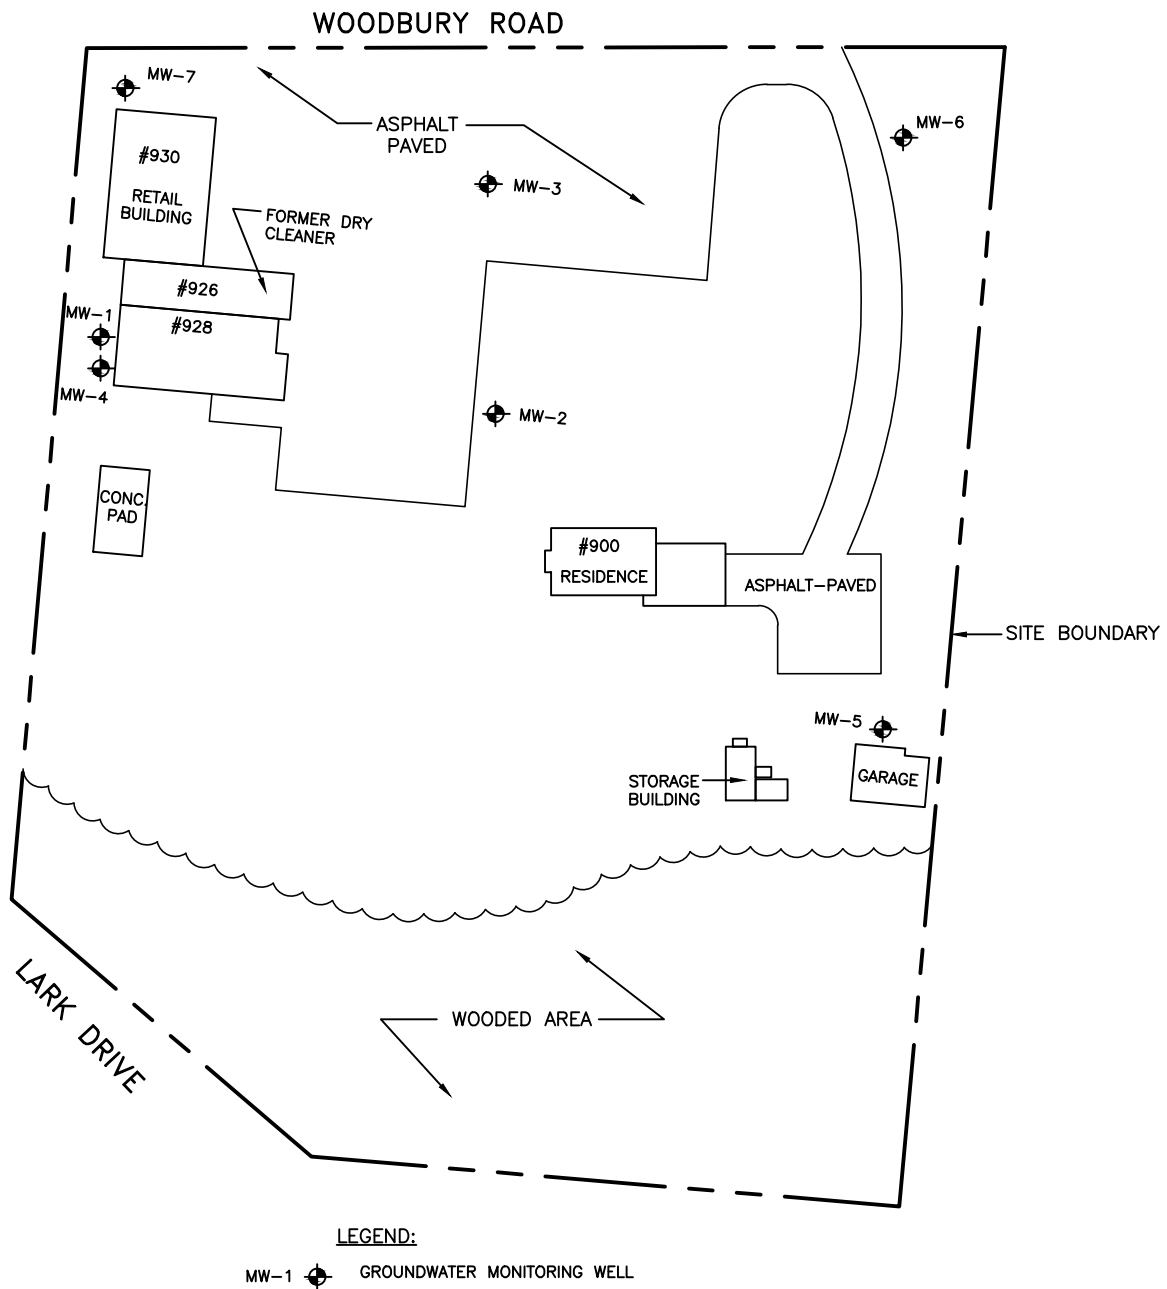 WOODBURY ROAD
MW-7
ASPHALT
PAVED
MW-6
#930
RETAIL
BUILDING
MW-3
FORMER DRY
CLEANER
#926
MW-1
#928
MW-4
MW-2
CONC.
PAD
#900
RESIDENCE
ASPHALT-PAVED
SITE BOUNDARY
MW-5
STORAGE
BUILDING
GARAGE
LARK DRIVE
WOODED AREA
LEGEND:
MW-1 GROUNDWATER MONITORING WELL